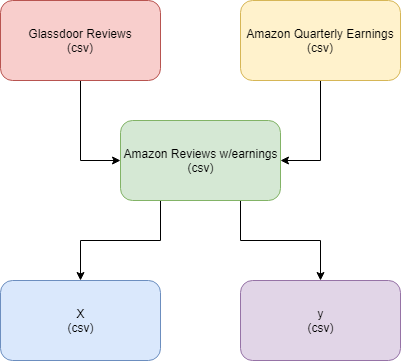 Glassdoor Reviews
(csv)
Amazon Quarterly Earnings
(csv)
Amazon Reviews w/earnings
(csv)
X
(csv)
y
(csv)